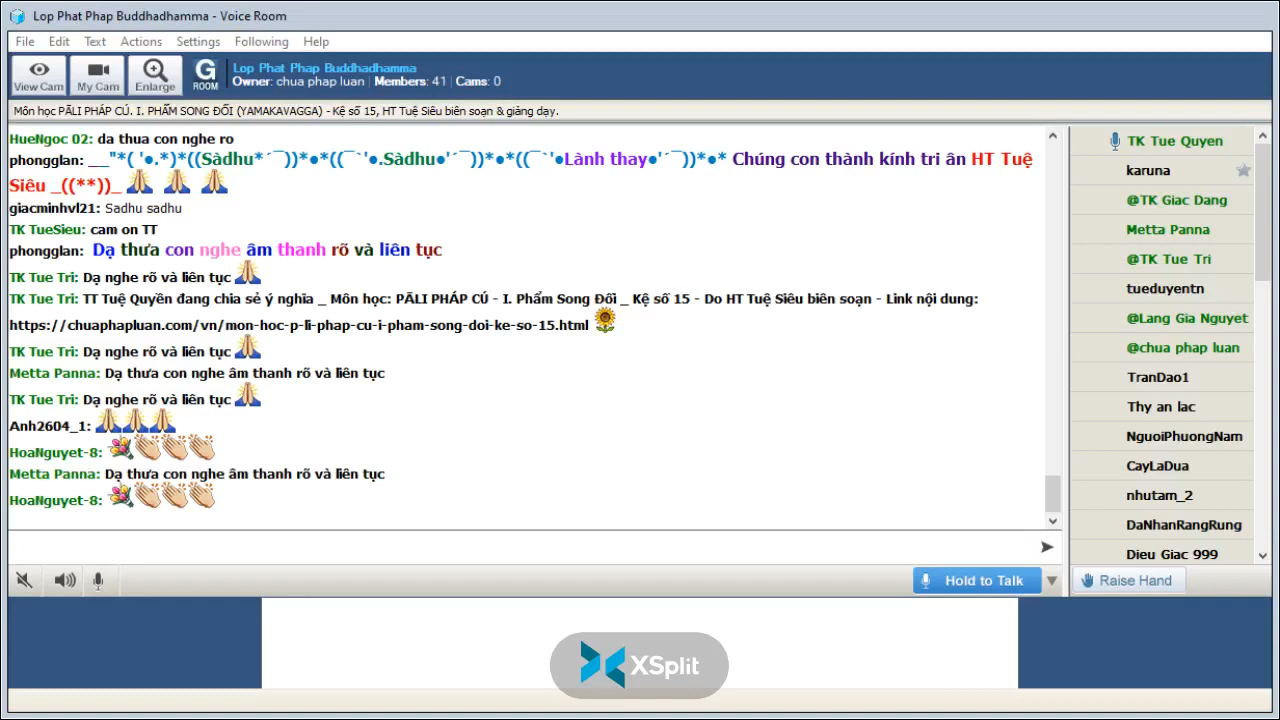 Lop Phat Phap Buddhadhamma - Voice Room
File Edit Text Actions Settings Following Help
View Cam
My Cam
Enlarge
G ROOM
Lop Phat Phap Buddhadhamma
Owner: chua phap luan | Members: 41 | Cams: 0
Môn học PÃLI PHÁP CÚ. I. PHẨM SONG ĐỐI (YAMAKAVAGGA) - Kệ số 15, HT Tuệ Siêu biên soạn & giảng dạy.
HueNgoc 02: da thua con nghe ro
phongglan: __"*( '●.*)*((Sàdhu*´¯))*●*((¯`'●.Sàdhu●'´¯))*●*((¯`'●Lành thay●'´¯))*●* Chúng con thành kính tri ân HT Tuệ
Siêu _((**))_
giacminhvl21: Sadhu sadhu
TK TueSieu: cam on TT
phongglan: Dạ thưa con nghe âm thanh rõ và liên tục
TK Tue Tri: Dạ nghe rõ và liên tục
TK Tue Tri: TT Tuệ Quyền đang chia sẻ ý nghĩa _ Môn học: PÃLI PHÁP CÚ - I. Phẩm Song Đối _ Kệ số 15 - Do HT Tuệ Siêu biên soạn - Link nội dung:
https://chuaphapluan.com/vn/mon-hoc-p-li-phap-cu-i-pham-song-doi-ke-so-15.html
TK Tue Tri: Dạ nghe rõ và liên tục
Metta Panna: Dạ thưa con nghe âm thanh rõ và liên tục
TK Tue Tri: Dạ nghe rõ và liên tục
Anh2604_1:
HoaNguyet-8:
Metta Panna: Dạ thưa con nghe âm thanh rõ và liên tục
HoaNguyet-8:
Hold to Talk
TK Tue Quyen
karuna
@TK Giac Dang
Metta Panna
@TK Tue Tri
tueduyentn
@Lang Gia Nguyet
@chua phap luan
TranDao1
Thy an lac
NguoiPhuongNam
CayLaDua
nhutam_2
DaNhanRangRung
Dieu Giac 999
Raise Hand
XSplit